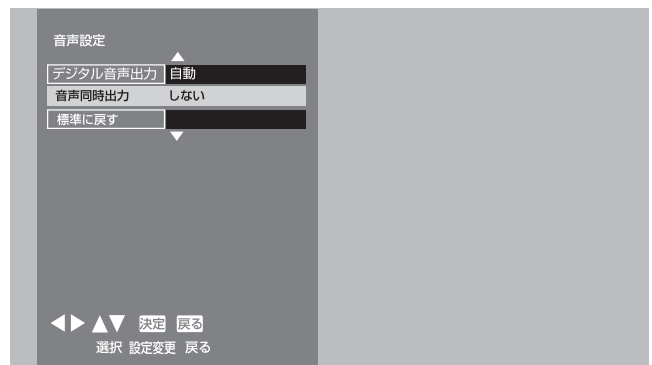 音声設定
デジタル音声出力 自動
音声同時出力 しない
標準に戻す
決定 戻る
選択 設定変更 戻る